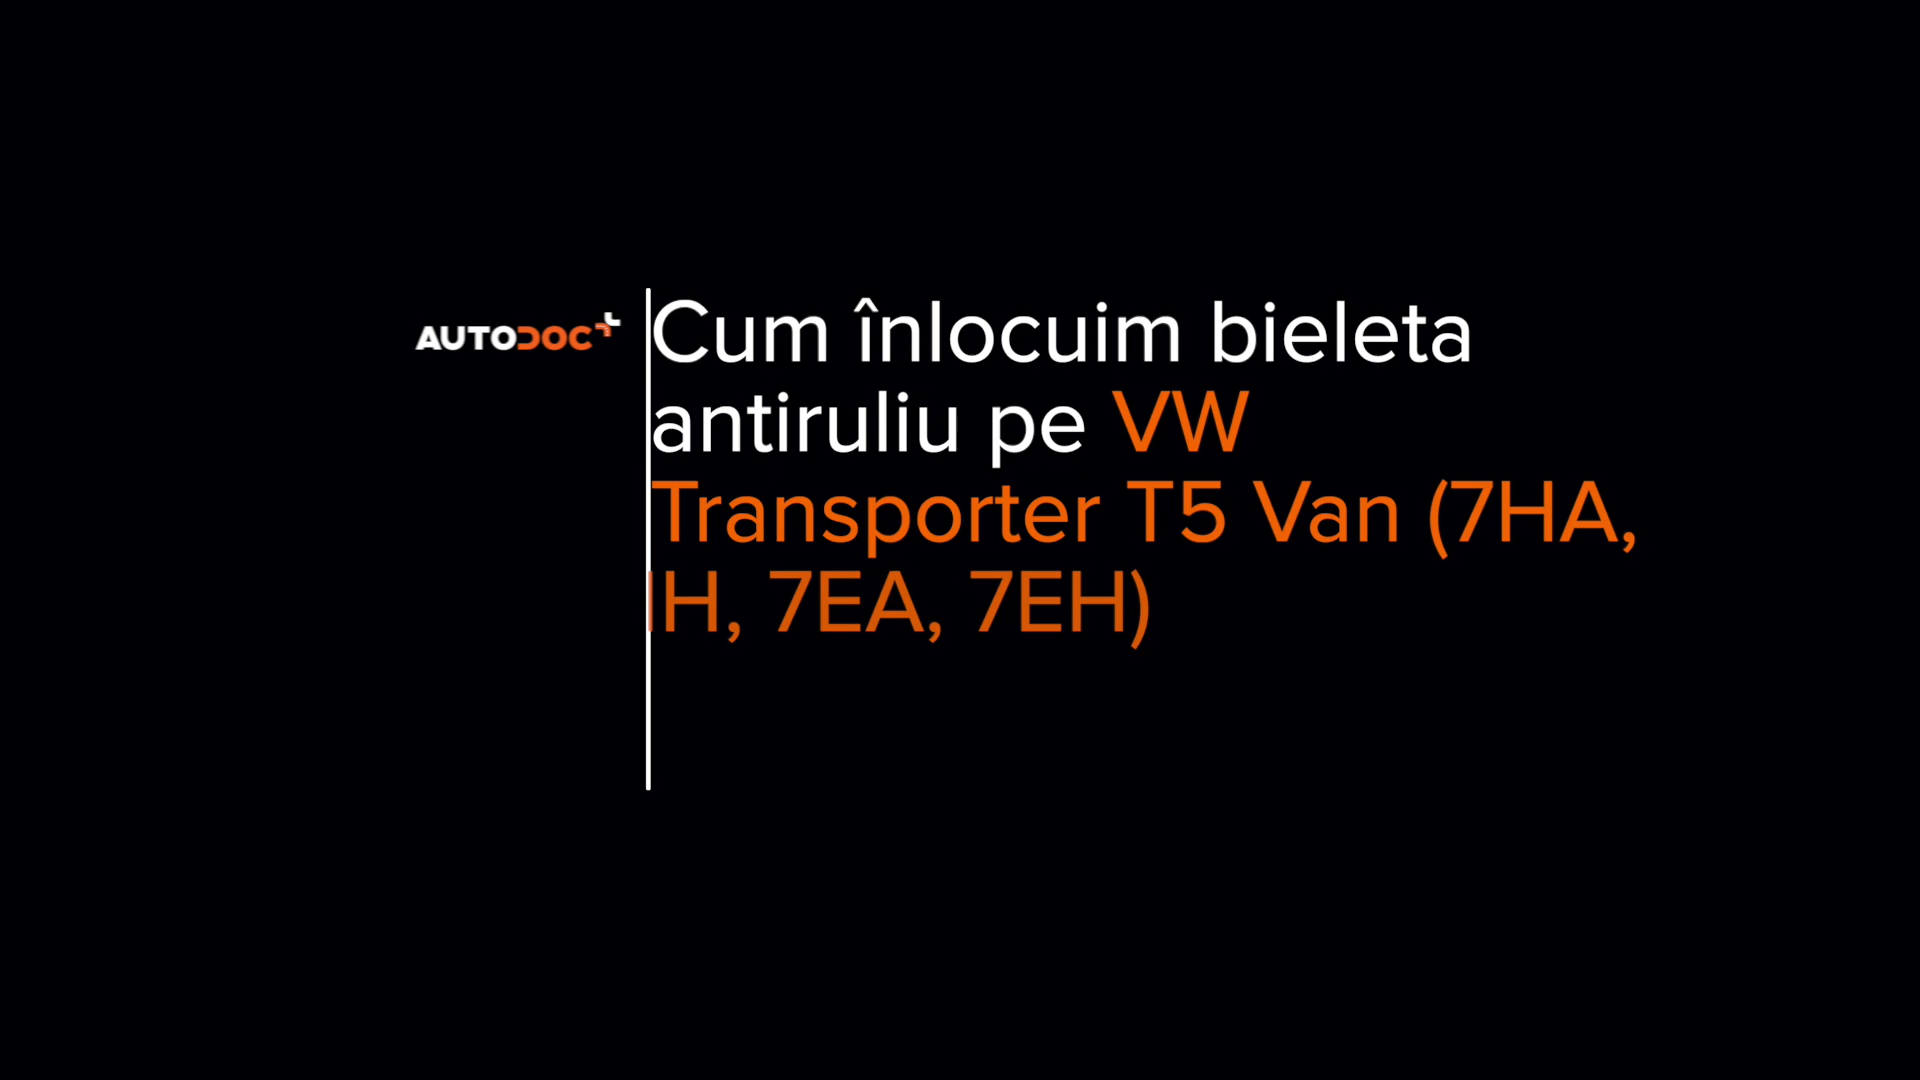 AUTODOC
Cum înlocuim bieleta
antiruliu pe VW
Transporter T5 Van (7HA,
7EA, 7EH)